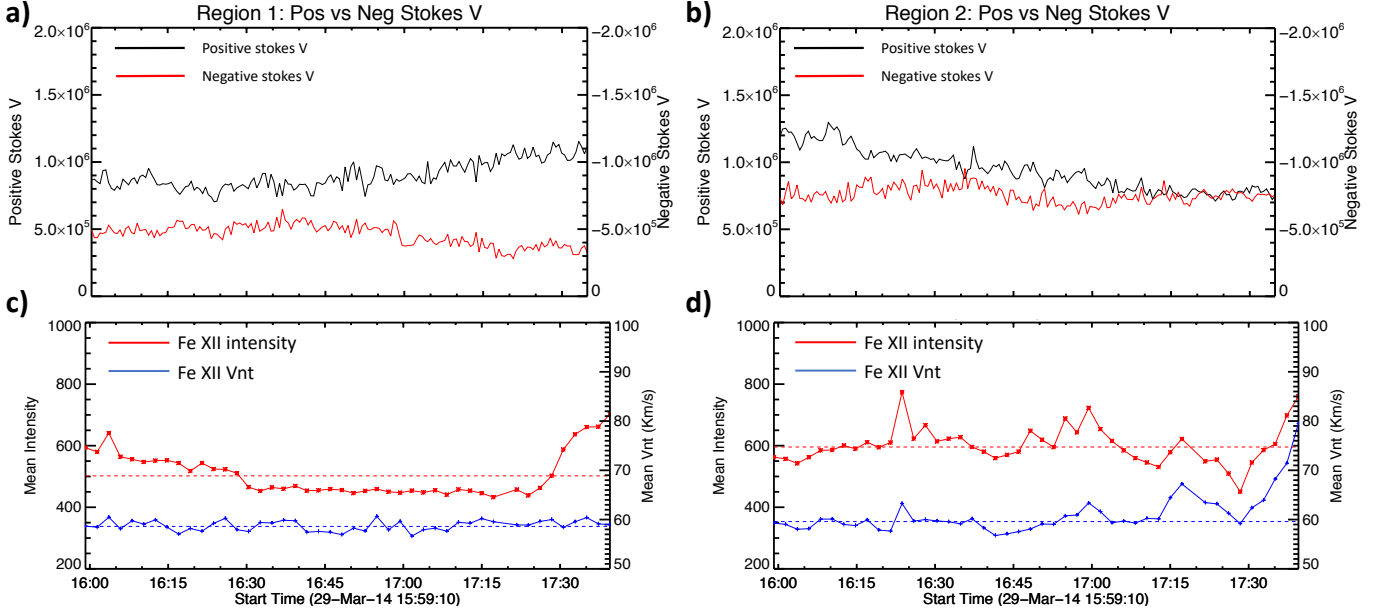 a)
Region 1: Pos vs Neg Stokes V
2.0×10⁶
1.5×10⁶
1.0×10⁶
5.0×10⁵
0
Positive Stokes V
Positive stokes V
Negative stokes V
−2.0×10⁶
−1.5×10⁶
−1.0×10⁶
−5.0×10⁵
0
Negative Stokes V
b)
Region 2: Pos vs Neg Stokes V
2.0×10⁶
1.5×10⁶
1.0×10⁶
5.0×10⁵
0
Positive Stokes V
Positive stokes V
Negative stokes V
−2.0×10⁶
−1.5×10⁶
−1.0×10⁶
−5.0×10⁵
0
Negative Stokes V
c)
1000
800
600
400
200
Mean Intensity
Fe XII intensity
Fe XII Vnt
100
90
80
70
60
50
Mean Vnt (Km/s)
16:00 16:15 16:30 16:45 17:00 17:15 17:30
Start Time (29−Mar−14 15:59:10)
d)
1000
800
600
400
200
Mean Intensity
Fe XII intensity
Fe XII Vnt
100
90
80
70
60
50
Mean Vnt (Km/s)
16:00 16:15 16:30 16:45 17:00 17:15 17:30
Start Time (29−Mar−14 15:59:10)